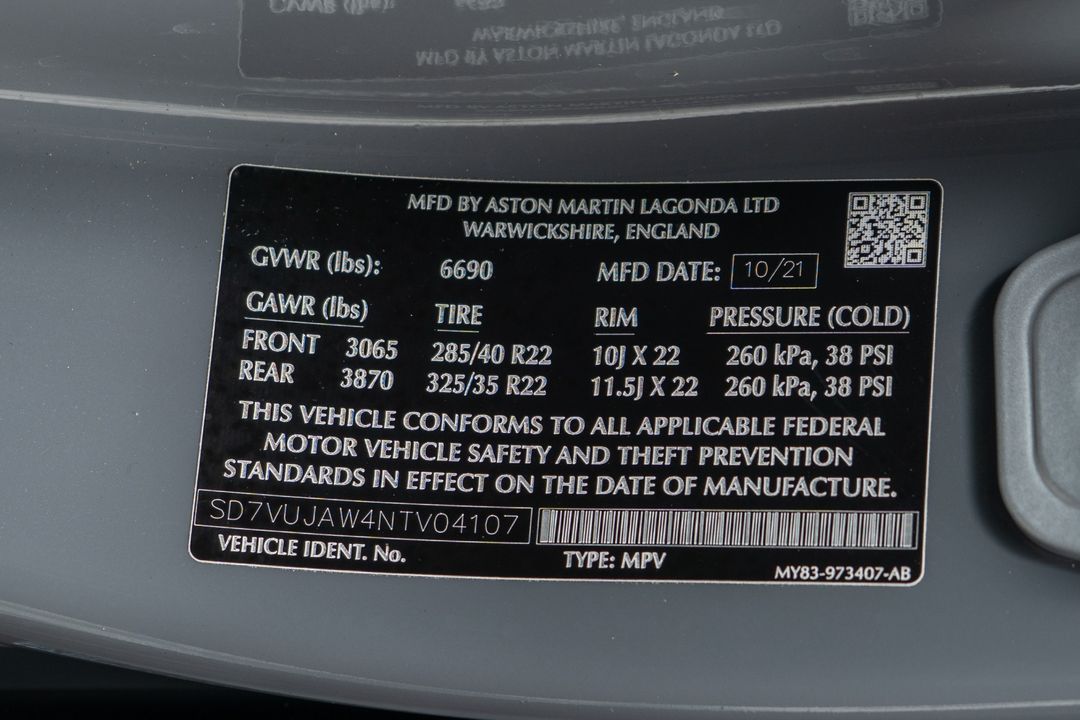 MFD BY ASTON MARTIN LAGONDA LTD
WARWICKSHIRE, ENGLAND
GVWR (lbs): 6690 MFD DATE: 10/21
GAWR (lbs) TIRE RIM PRESSURE (COLD)
FRONT 3065 285/40 R22 10J X 22 260 kPa, 38 PSI
REAR 3870 325/35 R22 11.5J X 22 260 kPa, 38 PSI
THIS VEHICLE CONFORMS TO ALL APPLICABLE FEDERAL
MOTOR VEHICLE SAFETY AND THEFT PREVENTION
STANDARDS IN EFFECT ON THE DATE OF MANUFACTURE.
SD7VUJAW4NTV04107
VEHICLE IDENT. No. TYPE: MPV MY83-973407-AB